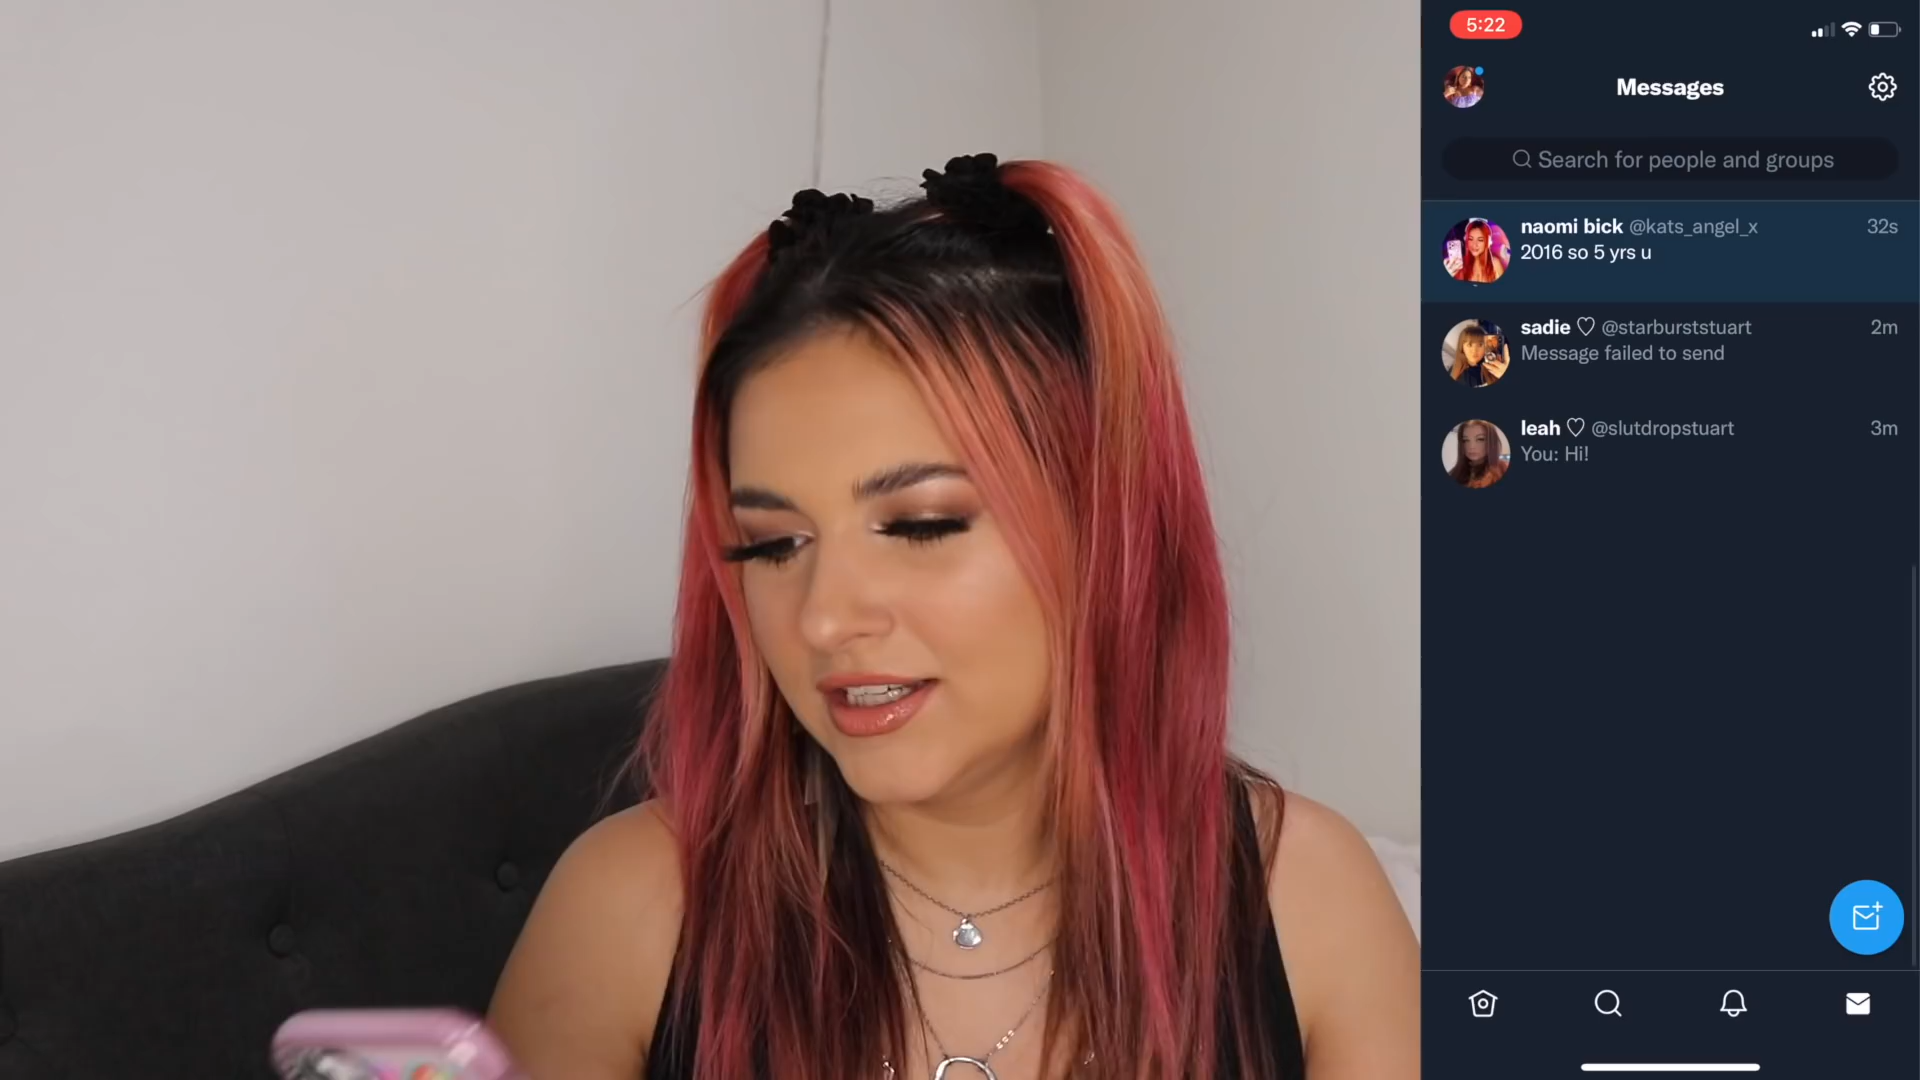 5:22
Messages
Search for people and groups
naomi bick @kats_angel_x 32s
2016 so 5 yrs u
sadie ♡ @starburststuart 2m
Message failed to send
leah ♡ @slutdropstuart 3m
You: Hi!